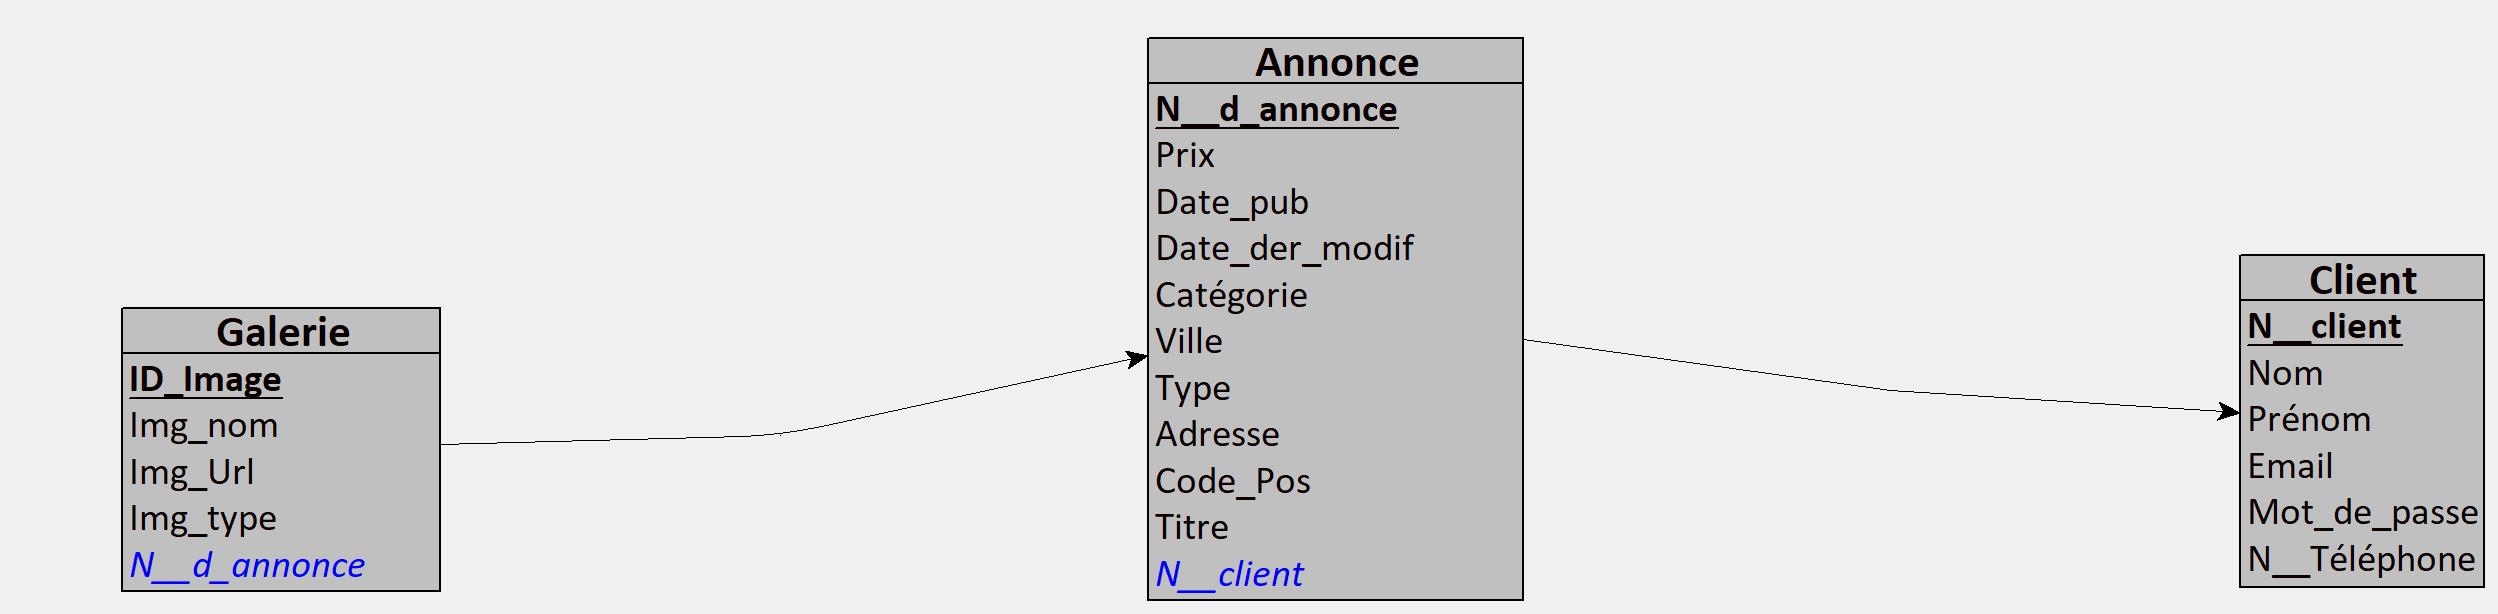 Galerie
ID_Image
Img_nom
Img_Url
Img_type
N__d_annonce
Annonce
N__d_annonce
Prix
Date_pub
Date_der_modif
Catégorie
Ville
Type
Adresse
Code_Pos
Titre
N__client
Client
N__client
Nom
Prénom
Email
Mot_de_passe
N__Téléphone